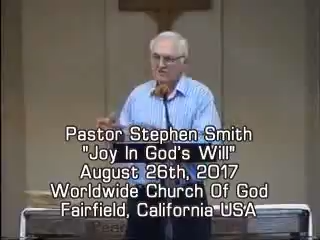 Pastor Stephen Smith
"Joy In God's Will"
August 26th, 2017
Worldwide Church Of God
Fairfield, California USA